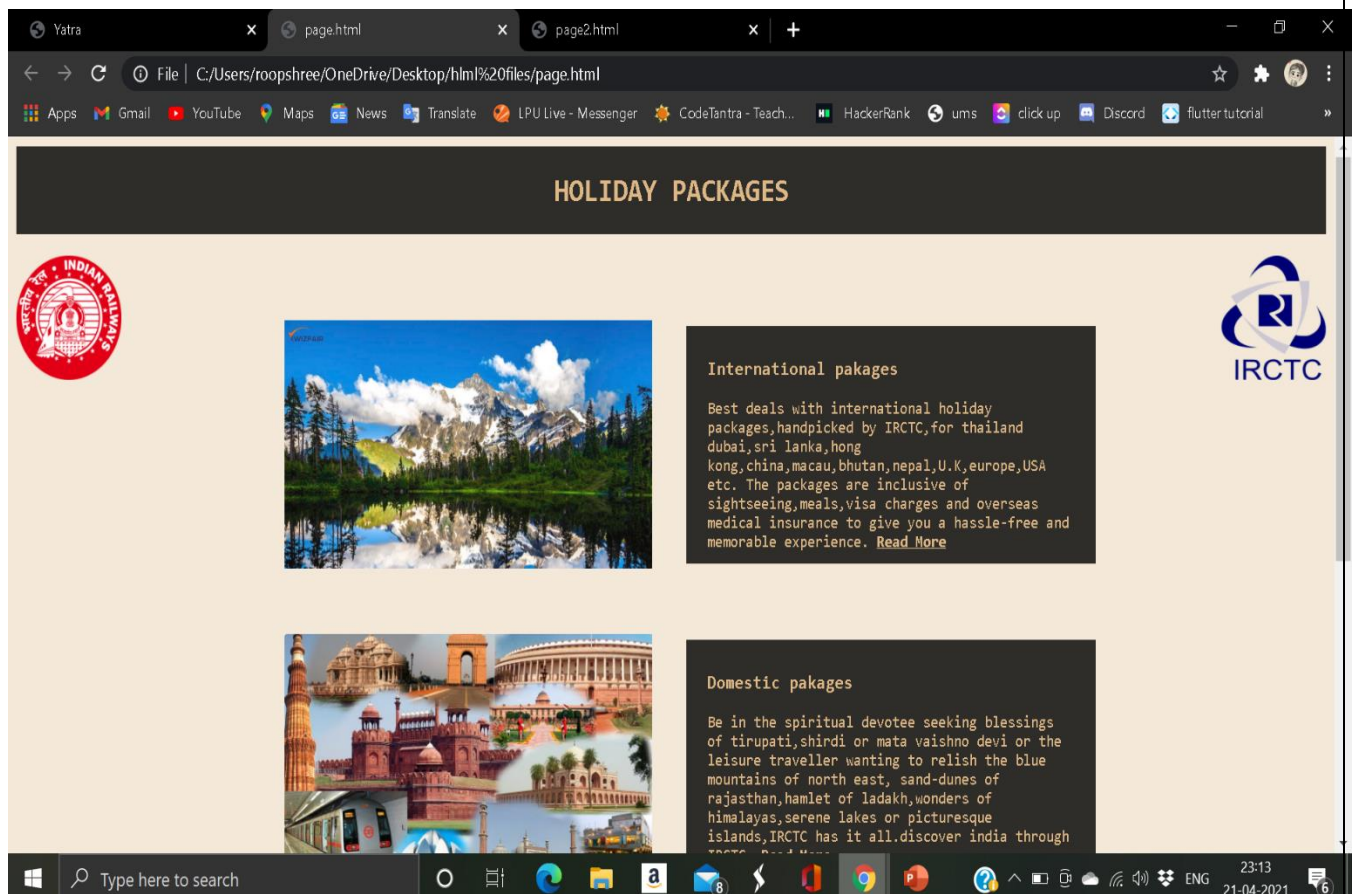 Yatra
page.html
page2.html
File
C:/Users/roopshree/OneDrive/Desktop/hlml%20files/page.html
Apps
Gmail
YouTube
Maps
News
Translate
LPU Live - Messenger
CodeTantra - Teach...
HackerRank
ums
click up
Discord
flutter tutorial
»
HOLIDAY PACKAGES
भारतीय रेल • INDIAN RAILWAYS
IRCTC
International pakages
Best deals with international holiday
packages,handpicked by IRCTC,for thailand
dubai,sri lanka,hong
kong,china,macau,bhutan,nepal,U.K,europe,USA
etc. The packages are inclusive of
sightseeing,meals,visa charges and overseas
medical insurance to give you a hassle-free and
memorable experience. Read More
Domestic pakages
Be in the spiritual devotee seeking blessings
of tirupati,shirdi or mata vaishno devi or the
leisure traveller wanting to relish the blue
mountains of north east, sand-dunes of
rajasthan,hamlet of ladakh,wonders of
himalayas,serene lakes or picturesque
islands,IRCTC has it all.discover india through
IRCTC. Read More
Type here to search
ENG
23:13
21-04-2021